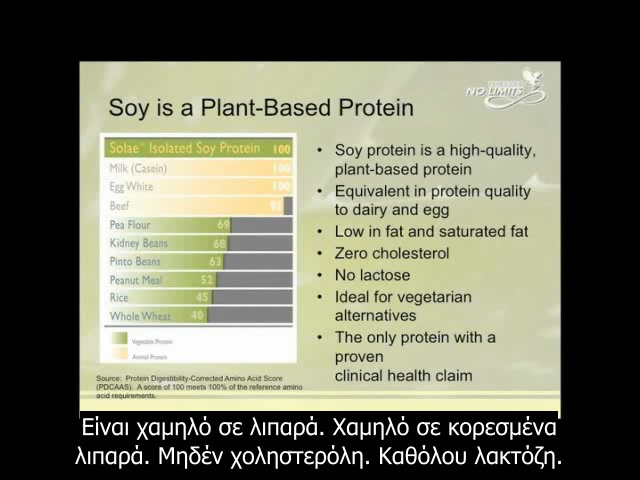 NO LIMITS
Soy is a Plant-Based Protein
Solae™ Isolated Soy Protein 100
Milk (Casein) 100
Egg White 100
Beef 92
Pea Flour 69
Kidney Beans 68
Pinto Beans 63
Peanut Meal 52
Rice 45
Whole Wheat 40
Vegetable Protein
Animal Protein
Source: Protein Digestibility-Corrected Amino Acid Score
(PDCAAS). A score of 100 meets 100% of the reference amino
acid requirements.
• Soy protein is a high-quality,
plant-based protein
• Equivalent in protein quality
to dairy and egg
• Low in fat and saturated fat
• Zero cholesterol
• No lactose
• Ideal for vegetarian
alternatives
• The only protein with a
proven
clinical health claim
Είναι χαμηλό σε λιπαρά. Χαμηλό σε κορεσμένα
λιπαρά. Μηδέν χοληστερόλη. Καθόλου λακτόζη.